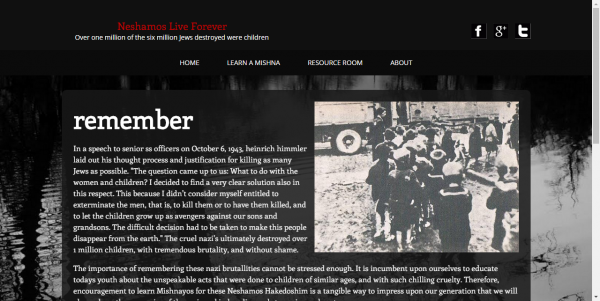 Neshamos Live Forever
Over one million of the six million Jews destroyed were children
HOME LEARN A MISHNA RESOURCE ROOM ABOUT
remember
In a speech to senior ss officers on October 6, 1943, heinrich himmler
laid out his thought process and justification for killing as many
Jews as possible. "The question came up to us: What to do with the
women and children? I decided to find a very clear solution also in
this respect. This because I didn't consider myself entitled to
exterminate the men, that is, to kill them or to have them killed, and
to let the children grow up as avengers against our sons and
grandsons. The difficult decision had to be taken to make this people
disappear from the earth." The cruel nazi's ultimately destroyed over
1 million children, with tremendous brutality, and without shame.
The importance of remembering these nazi brutallities cannot be stressed enough. It is incumbent upon ourselves to educate
todays youth about the unspeakable acts that were done to children of similar ages, and with such chilling cruelty. Therefore,
encouragement to learn Mishnayos for these Neshamos Hakedoshim is a tangible way to impress upon our generation that we will